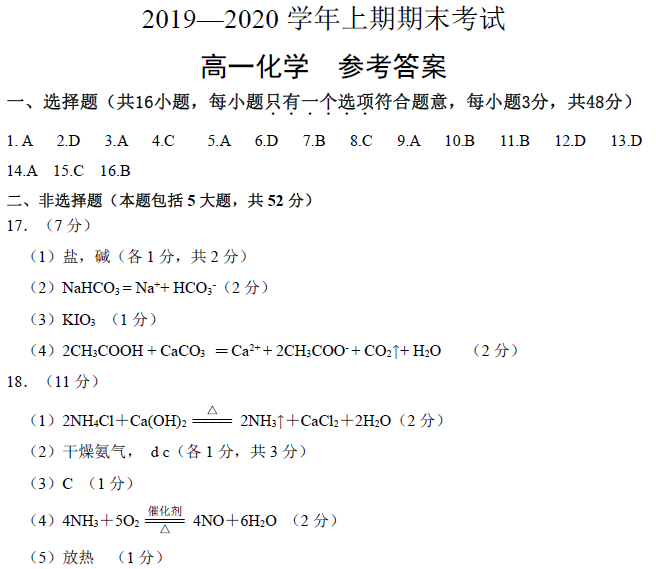 2019—2020 学年上期期末考试
高一化学 参考答案
一、选择题（共16小题，每小题只有一个选项符合题意，每小题3分，共48分）
1. A 2.D 3.A 4.C 5.A 6.D 7.B 8.C 9.A 10.B 11.B 12.D 13.D
14.A 15.C 16.B
二、非选择题（本题包括 5 大题，共 52 分）
17．（7 分）
（1）盐，碱（各 1 分，共 2 分）
（2）NaHCO₃ = Na⁺+ HCO₃⁻（2 分）
（3）KIO₃ （1 分）
（4）2CH₃COOH + CaCO₃ ＝Ca²⁺ + 2CH₃COO⁻ + CO₂↑+ H₂O （2 分）
18．（11 分）
（1）2NH₄Cl＋Ca(OH)₂ \xlongequal{△} 2NH₃↑＋CaCl₂＋2H₂O（2 分）
（2）干燥氨气， d c（各 1 分，共 3 分）
（3）C （1 分）
（4）4NH₃＋5O₂ \xlongequal[△]{催化剂} 4NO＋6H₂O （2 分）
（5）放热 （1 分）